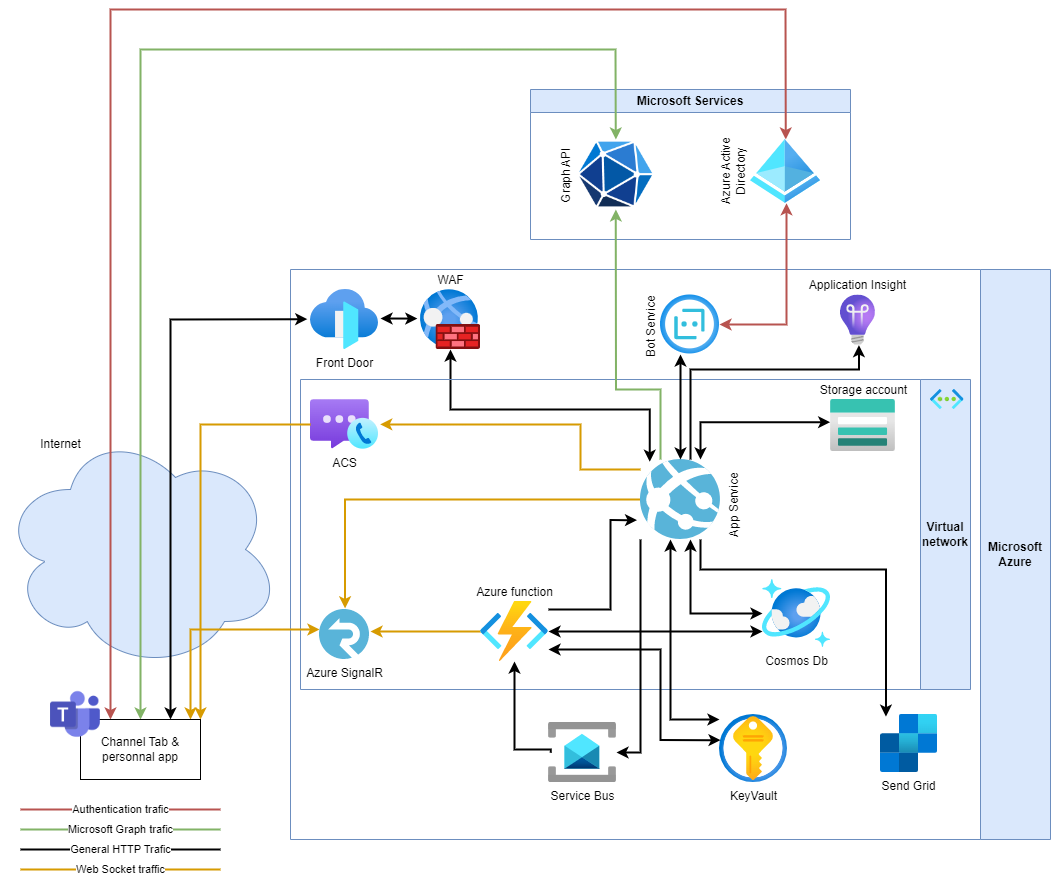 Microsoft Services
Graph API
Azure Active
Directory
WAF
Front Door
Bot Service
Application Insight
Storage account
ACS
Internet
App Service
Virtual
network
Microsoft
Azure
Azure function
Azure SignalR
Cosmos Db
T
Channel Tab &
personnal app
Service Bus
KeyVault
Send Grid
Authentication trafic
Microsoft Graph trafic
General HTTP Trafic
Web Socket traffic